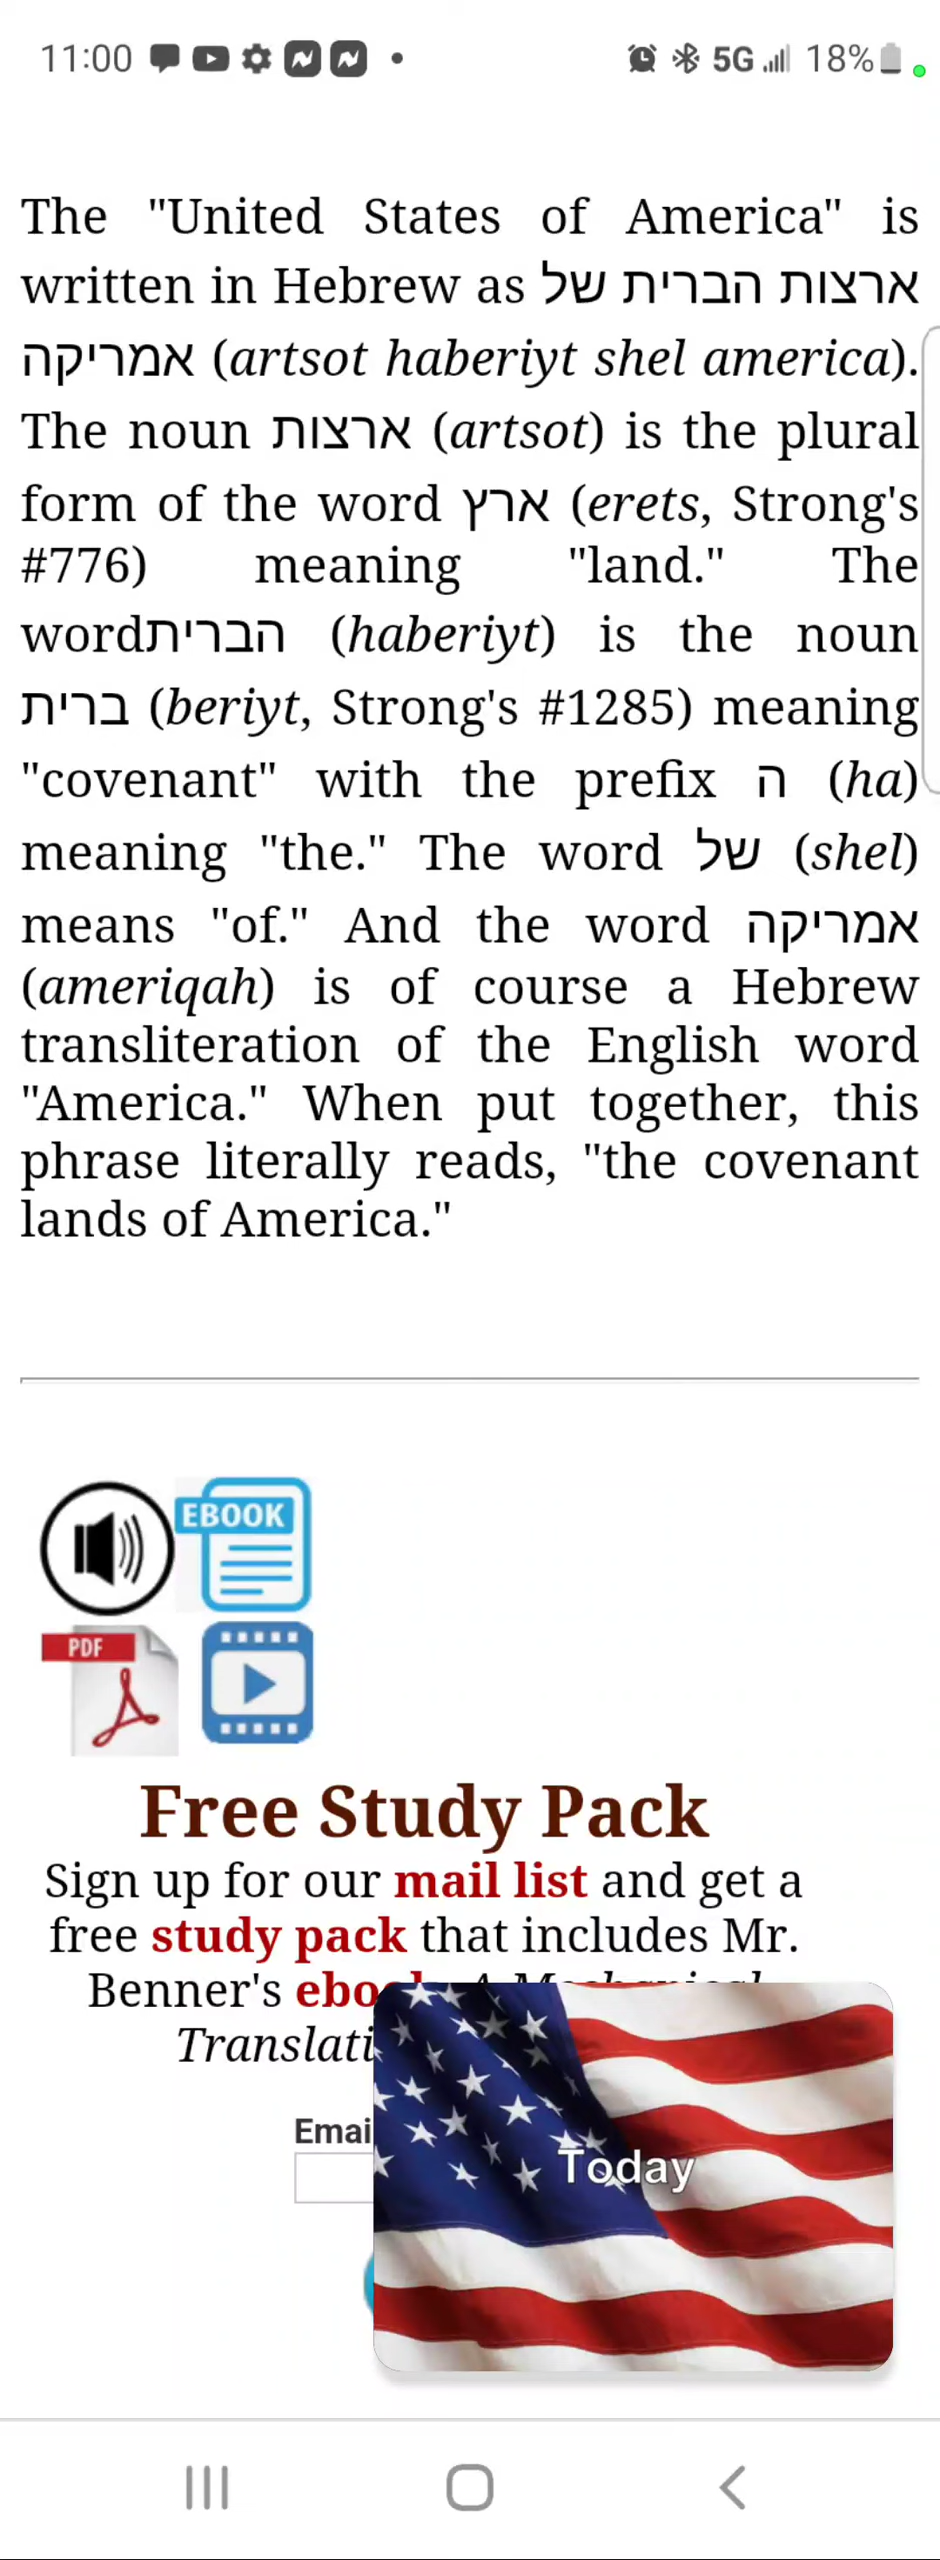 11:00
5G 18%
The "United States of America" is
written in Hebrew as ארצות הברית של
אמריקה (artsot haberiyt shel america).
The noun ארצות (artsot) is the plural
form of the word ארץ (erets, Strong's
#776) meaning "land." The
wordהברית (haberiyt) is the noun
ברית (beriyt, Strong's #1285) meaning
"covenant" with the prefix ה (ha)
meaning "the." The word של (shel)
means "of." And the word אמריקה
(ameriqah) is of course a Hebrew
transliteration of the English word
"America." When put together, this
phrase literally reads, "the covenant
lands of America."
EBOOK
PDF
Free Study Pack
Sign up for our mail list and get a
free study pack that includes Mr.
Benner's
Today